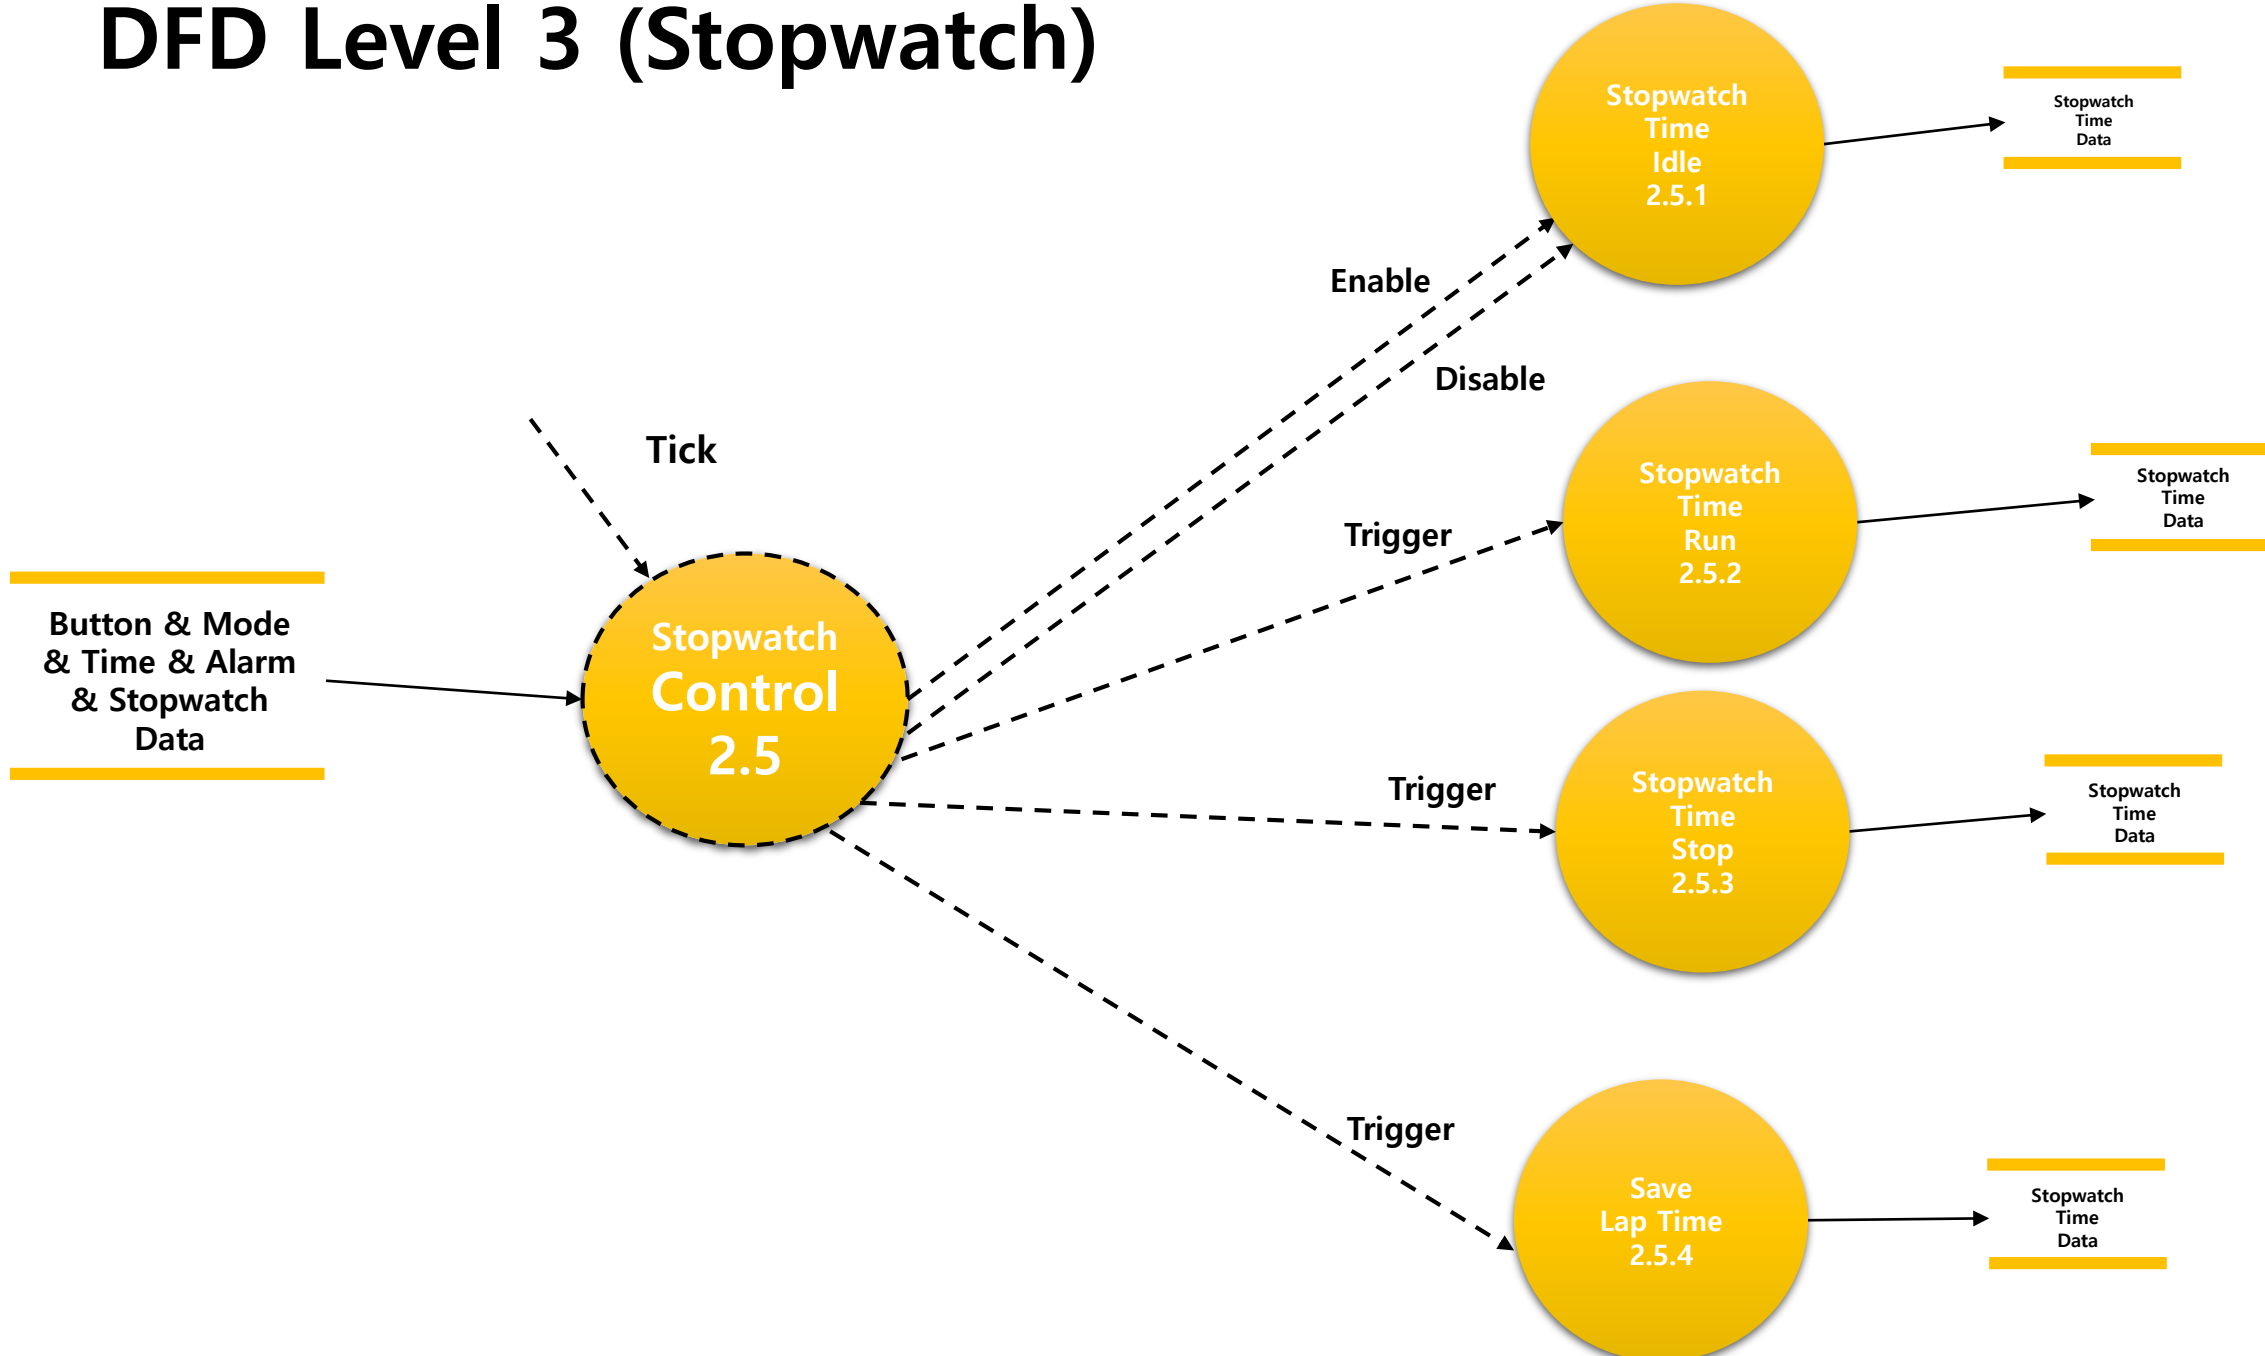 DFD Level 3 (Stopwatch)
Stopwatch
Time
Idle
2.5.1
Stopwatch
Time
Data
Enable
Disable
Tick
Trigger
Stopwatch
Time
Run
2.5.2
Stopwatch
Time
Data
Button & Mode
& Time & Alarm
& Stopwatch
Data
Stopwatch
Control
2.5
Trigger
Stopwatch
Time
Stop
2.5.3
Stopwatch
Time
Data
Trigger
Save
Lap Time
2.5.4
Stopwatch
Time
Data